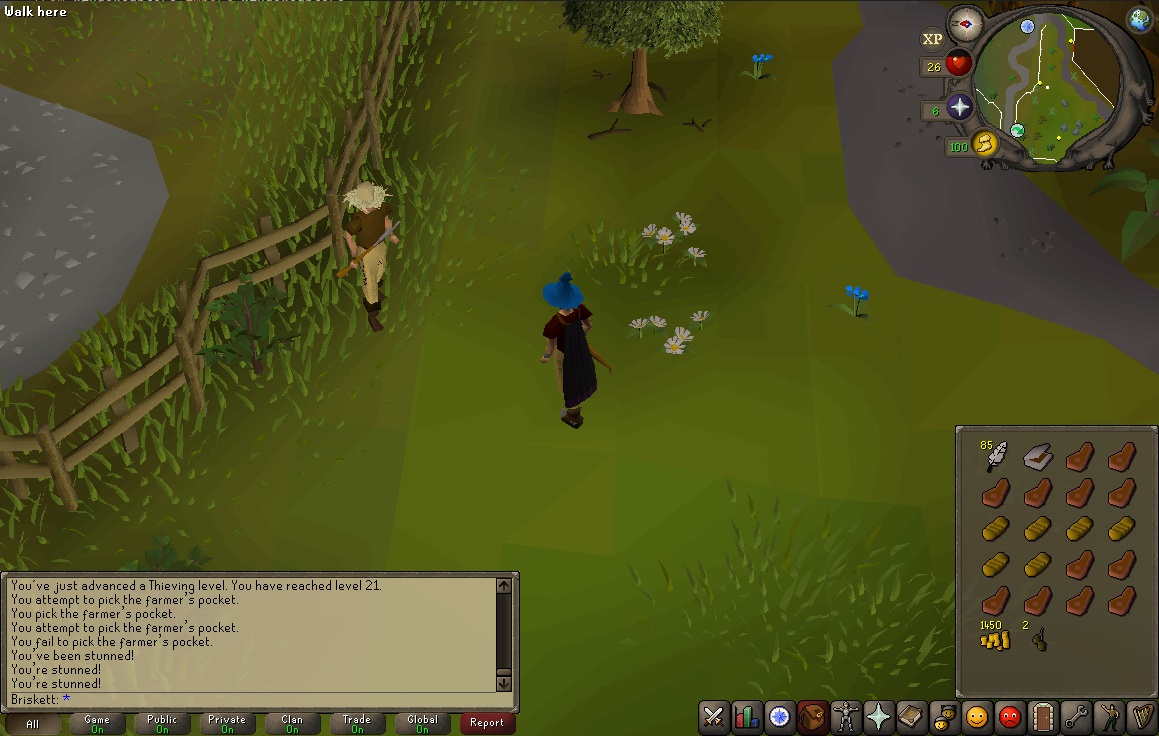 Walk here
XP
26
6
100
85
1450
2
You've just advanced a Thieving level. You have reached level 21.
You attempt to pick the farmer's pocket.
You pick the farmer's pocket.
You attempt to pick the farmer's pocket.
You fail to pick the farmer's pocket.
You've been stunned!
You're stunned!
You're stunned!
Briskett: *
All
Game
On
Public
On
Private
On
Clan
On
Trade
On
Global
On
Report